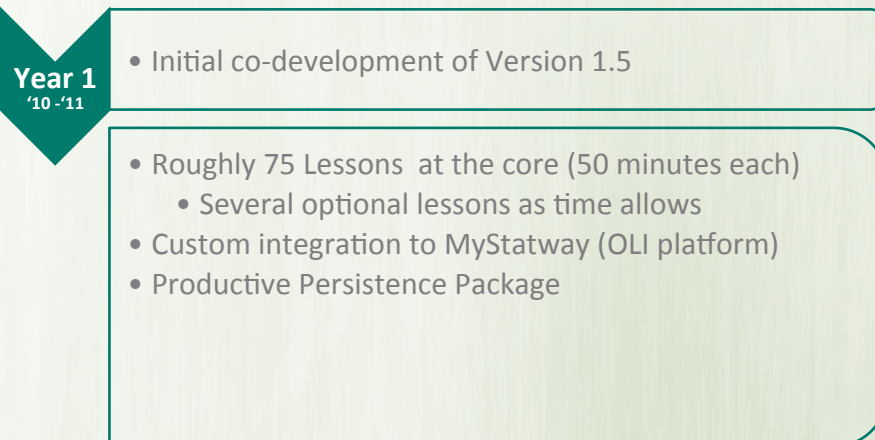 Year 1
‘10 -‘11
• Initial co-development of Version 1.5
• Roughly 75 Lessons at the core (50 minutes each)
• Several optional lessons as time allows
• Custom integration to MyStatway (OLI platform)
• Productive Persistence Package